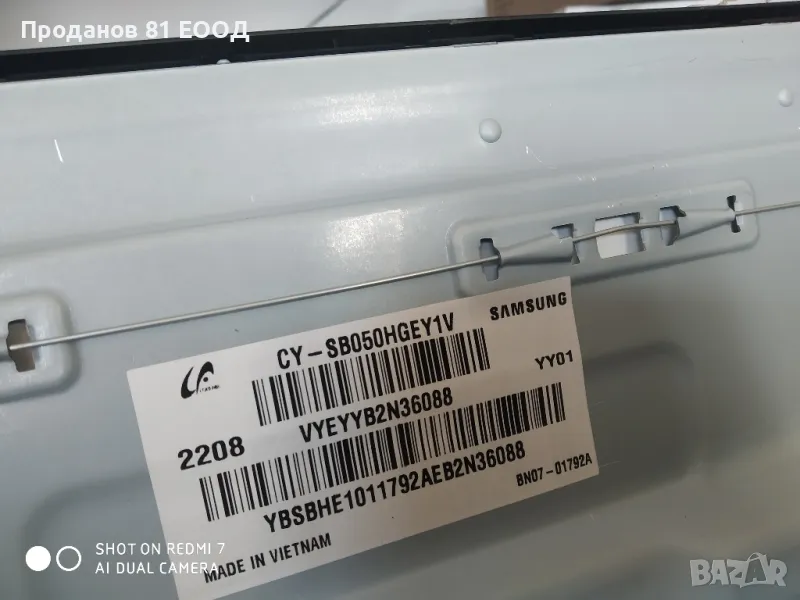 Проданов 81 ЕООД
CY-SB050HGEY1V
SAMSUNG
YY01
2208
VYEYYB2N36088
YBSBHE1011792AEB2N36088
BN07-01792A
MADE IN VIETNAM
SHOT ON REDMI 7
AI DUAL CAMERA
BAZAR